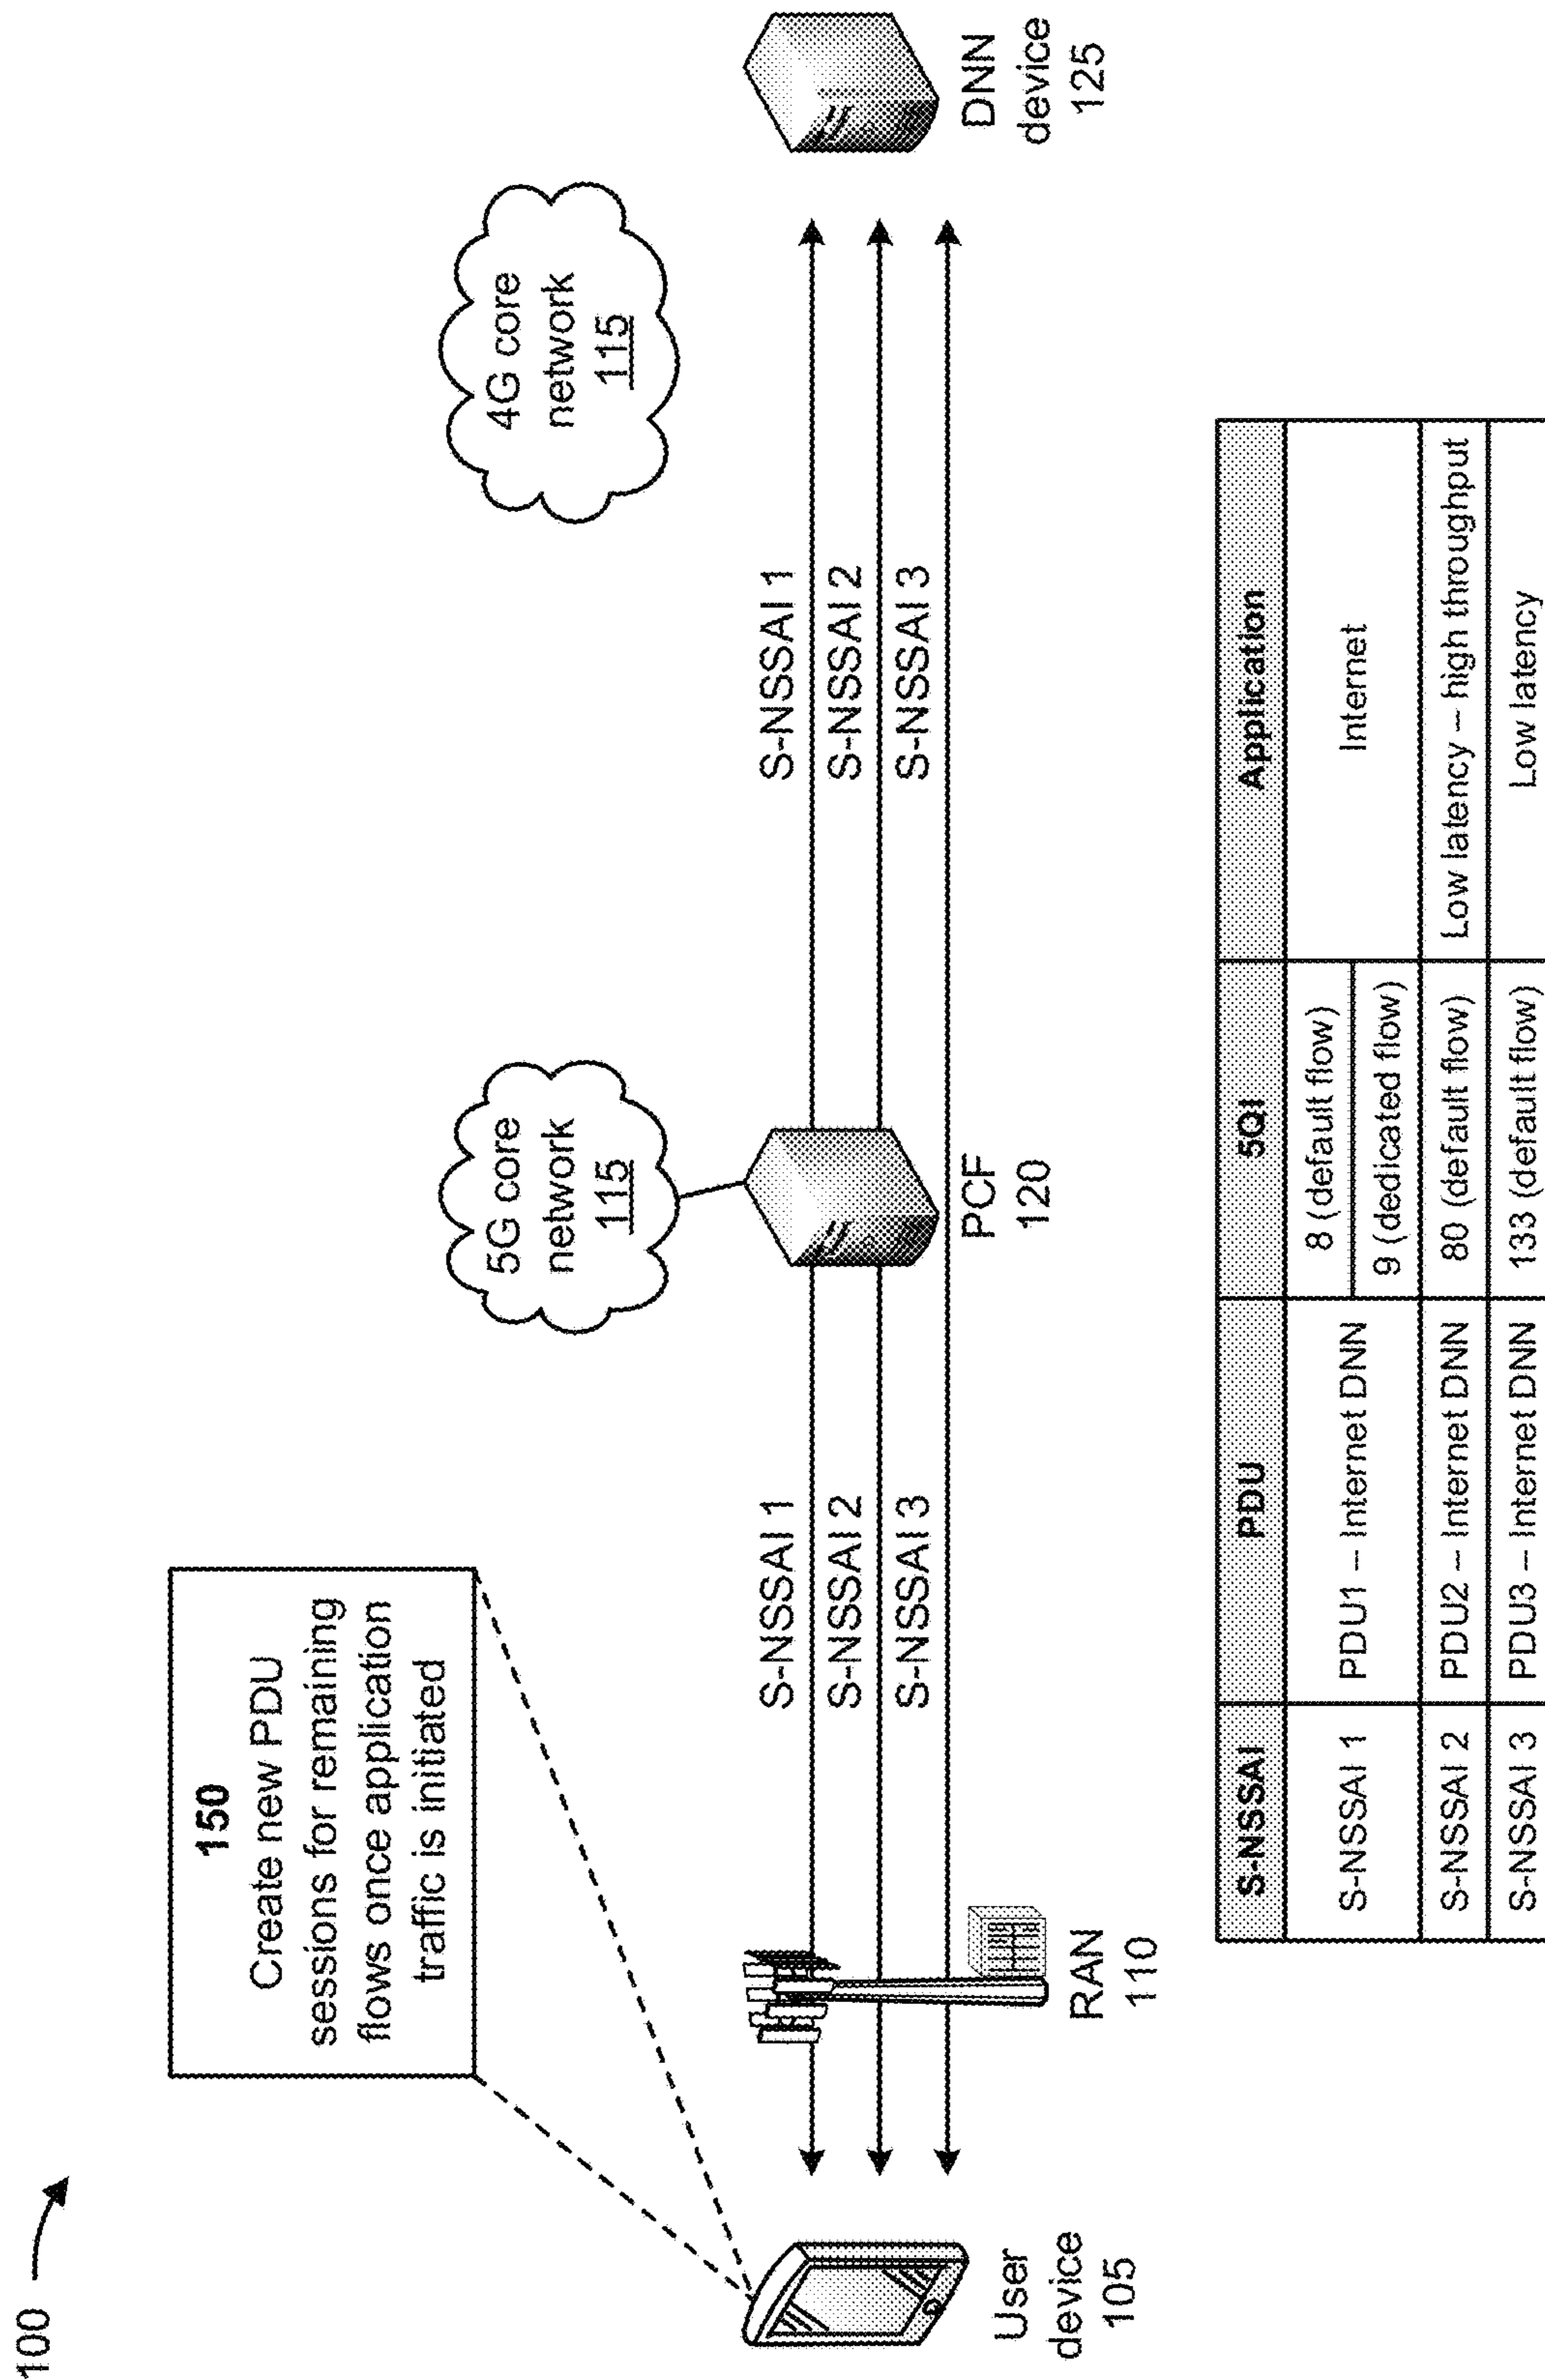 100
150
Create new PDU
sessions for remaining
flows once application
traffic is initiated
5G core
network
115
4G core
network
115
S-NSSAI 1
S-NSSAI 1
S-NSSAI 2
S-NSSAI 2
S-NSSAI 3
S-NSSAI 3
User
device
105
RAN
110
PCF
120
DNN
device
125
S-NSSAI PDU 5QI Application
S-NSSAI 1 PDU1 – Internet DNN 8 (default flow) Internet
9 (dedicated flow)
S-NSSAI 2 PDU2 – Internet DNN 80 (default flow) Low latency – high throughput
S-NSSAI 3 PDU3 – Internet DNN 133 (default flow) Low latency